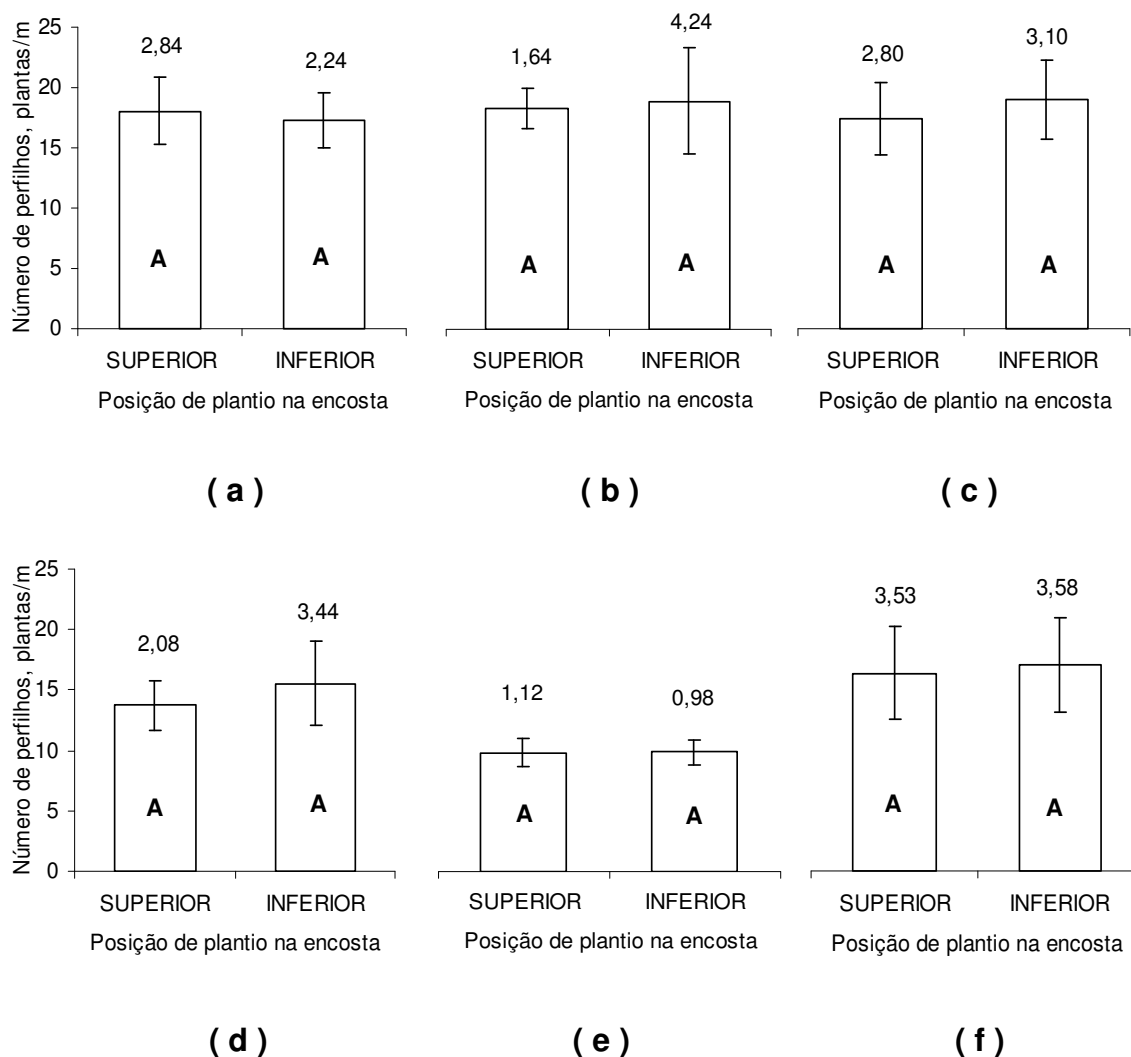 Número de perfilhos, plantas/m
25
20
15
10
5
0
2,84
2,24
A
A
SUPERIOR INFERIOR
Posição de plantio na encosta
( a )
1,64
4,24
A
A
SUPERIOR INFERIOR
Posição de plantio na encosta
( b )
2,80
3,10
A
A
SUPERIOR INFERIOR
Posição de plantio na encosta
( c )
Número de perfilhos, plantas/m
25
20
15
10
5
0
2,08
3,44
A
A
SUPERIOR INFERIOR
Posição de plantio na encosta
( d )
1,12
0,98
A
A
SUPERIOR INFERIOR
Posição de plantio na encosta
( e )
3,53
3,58
A
A
SUPERIOR INFERIOR
Posição de plantio na encosta
( f )